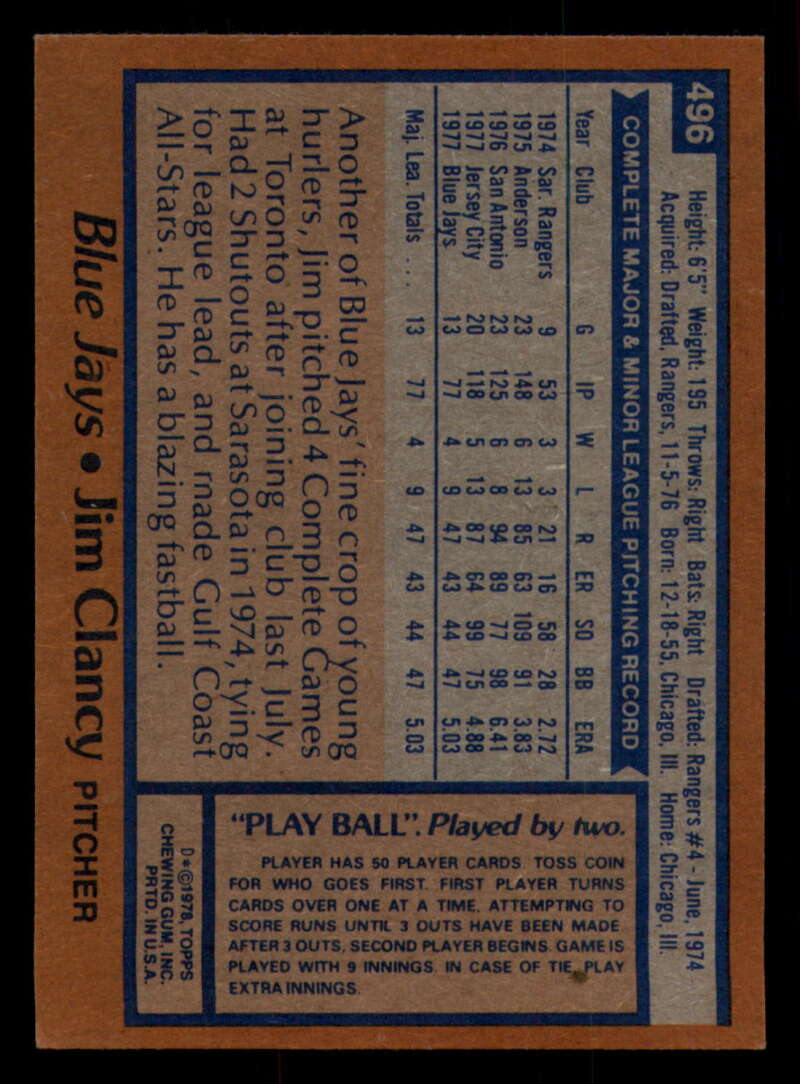 496
Height: 6'5" Weight: 195 Throws: Right Bats: Right Drafted: Rangers #4 - June, 1974
Acquired: Drafted, Rangers, 11-5-76 Born: 12-18-55, Chicago, Ill. Home: Chicago, Ill.
COMPLETE MAJOR & MINOR LEAGUE PITCHING RECORD
Year Club G IP W L R ER SO BB ERA
1974 Sar. Rangers 9 53 3 3 21 16 58 28 2.72
1975 Anderson 23 148 6 13 85 63 109 91 3.83
1976 San Antonio 23 125 6 8 94 89 77 98 6.41
1977 Jersey City 20 118 5 13 87 64 99 75 4.88
1977 Blue Jays 13 77 4 9 47 43 44 47 5.03
Maj. Lea. Totals . . . 13 77 4 9 47 43 44 47 5.03
Another of Blue Jays' fine crop of young
hurlers, Jim pitched 4 Complete Games
at Toronto after joining club last July.
Had 2 Shutouts at Sarasota in 1974, tying
for league lead, and made Gulf Coast
All-Stars. He has a blazing fastball.
"PLAY BALL". Played by two.
PLAYER HAS 50 PLAYER CARDS. TOSS COIN
FOR WHO GOES FIRST. FIRST PLAYER TURNS
CARDS OVER ONE AT A TIME, ATTEMPTING TO
SCORE RUNS UNTIL 3 OUTS HAVE BEEN MADE.
AFTER 3 OUTS, SECOND PLAYER BEGINS. GAME IS
PLAYED WITH 9 INNINGS. IN CASE OF TIE, PLAY
EXTRA INNINGS.
D*©1978, TOPPS
CHEWING GUM, INC.
PRTD. IN U.S.A.
Blue Jays • Jim Clancy PITCHER